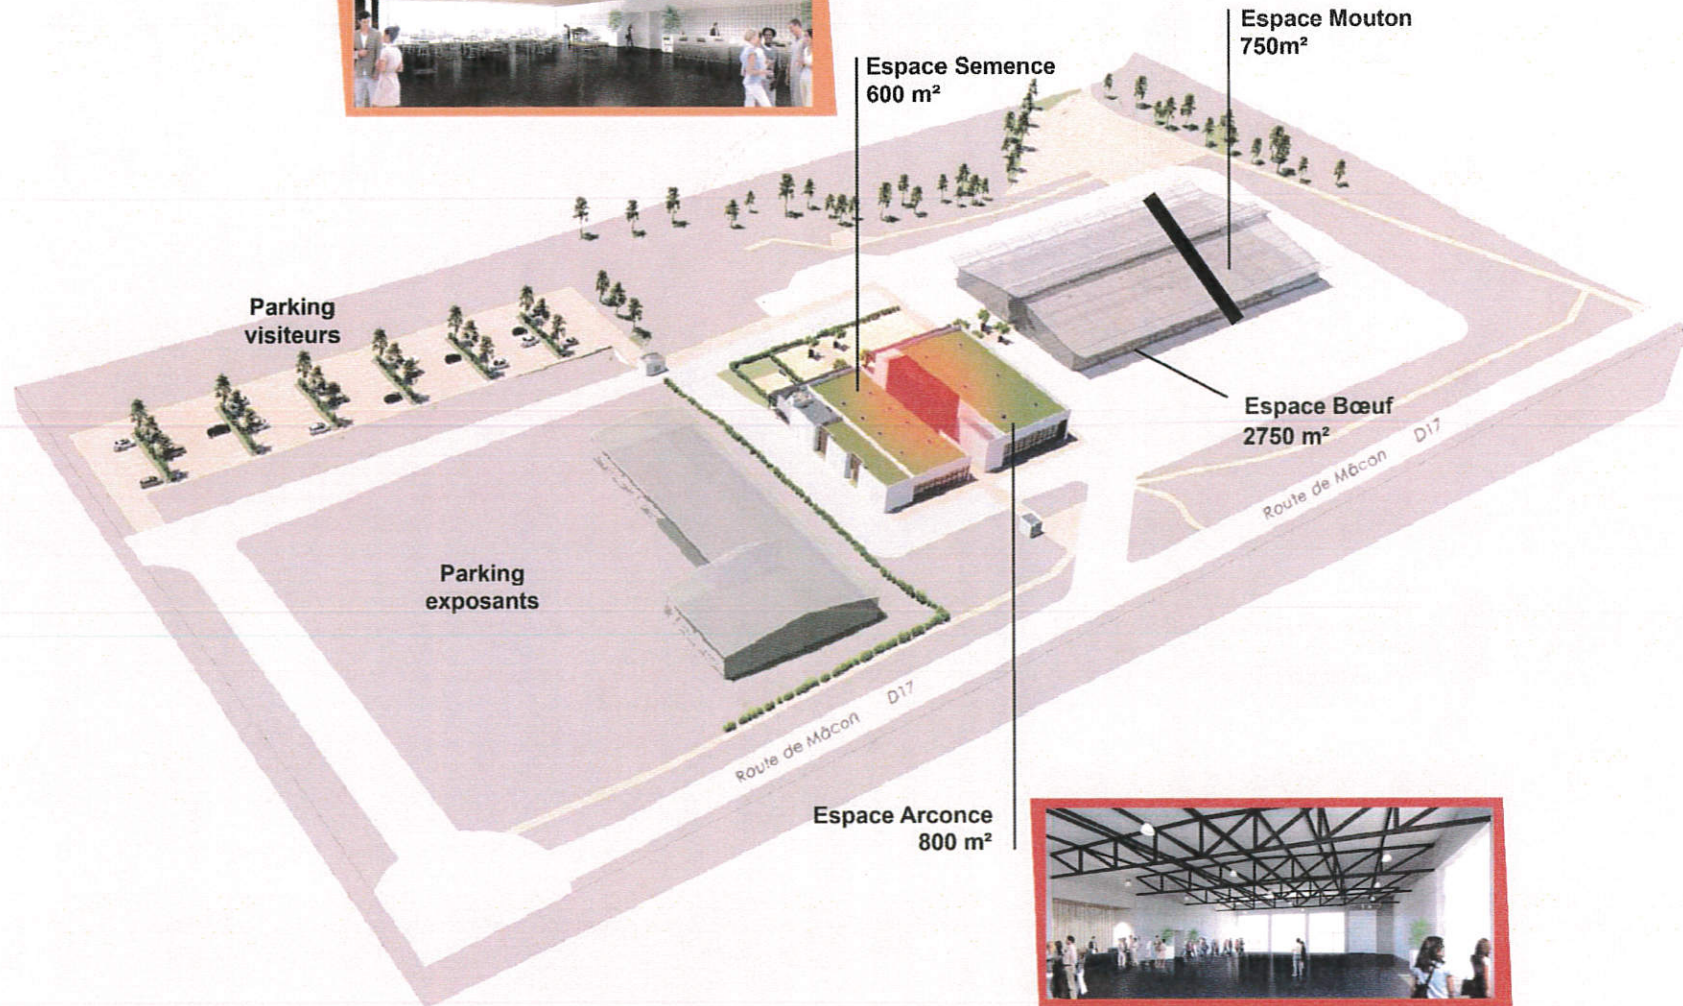 Espace Mouton
750m²
Espace Semence
600 m²
Parking
visiteurs
Espace Bœuf
2750 m²
Route de Mâcon D17
Parking
exposants
Route de Mâcon D17
Espace Arconce
800 m²